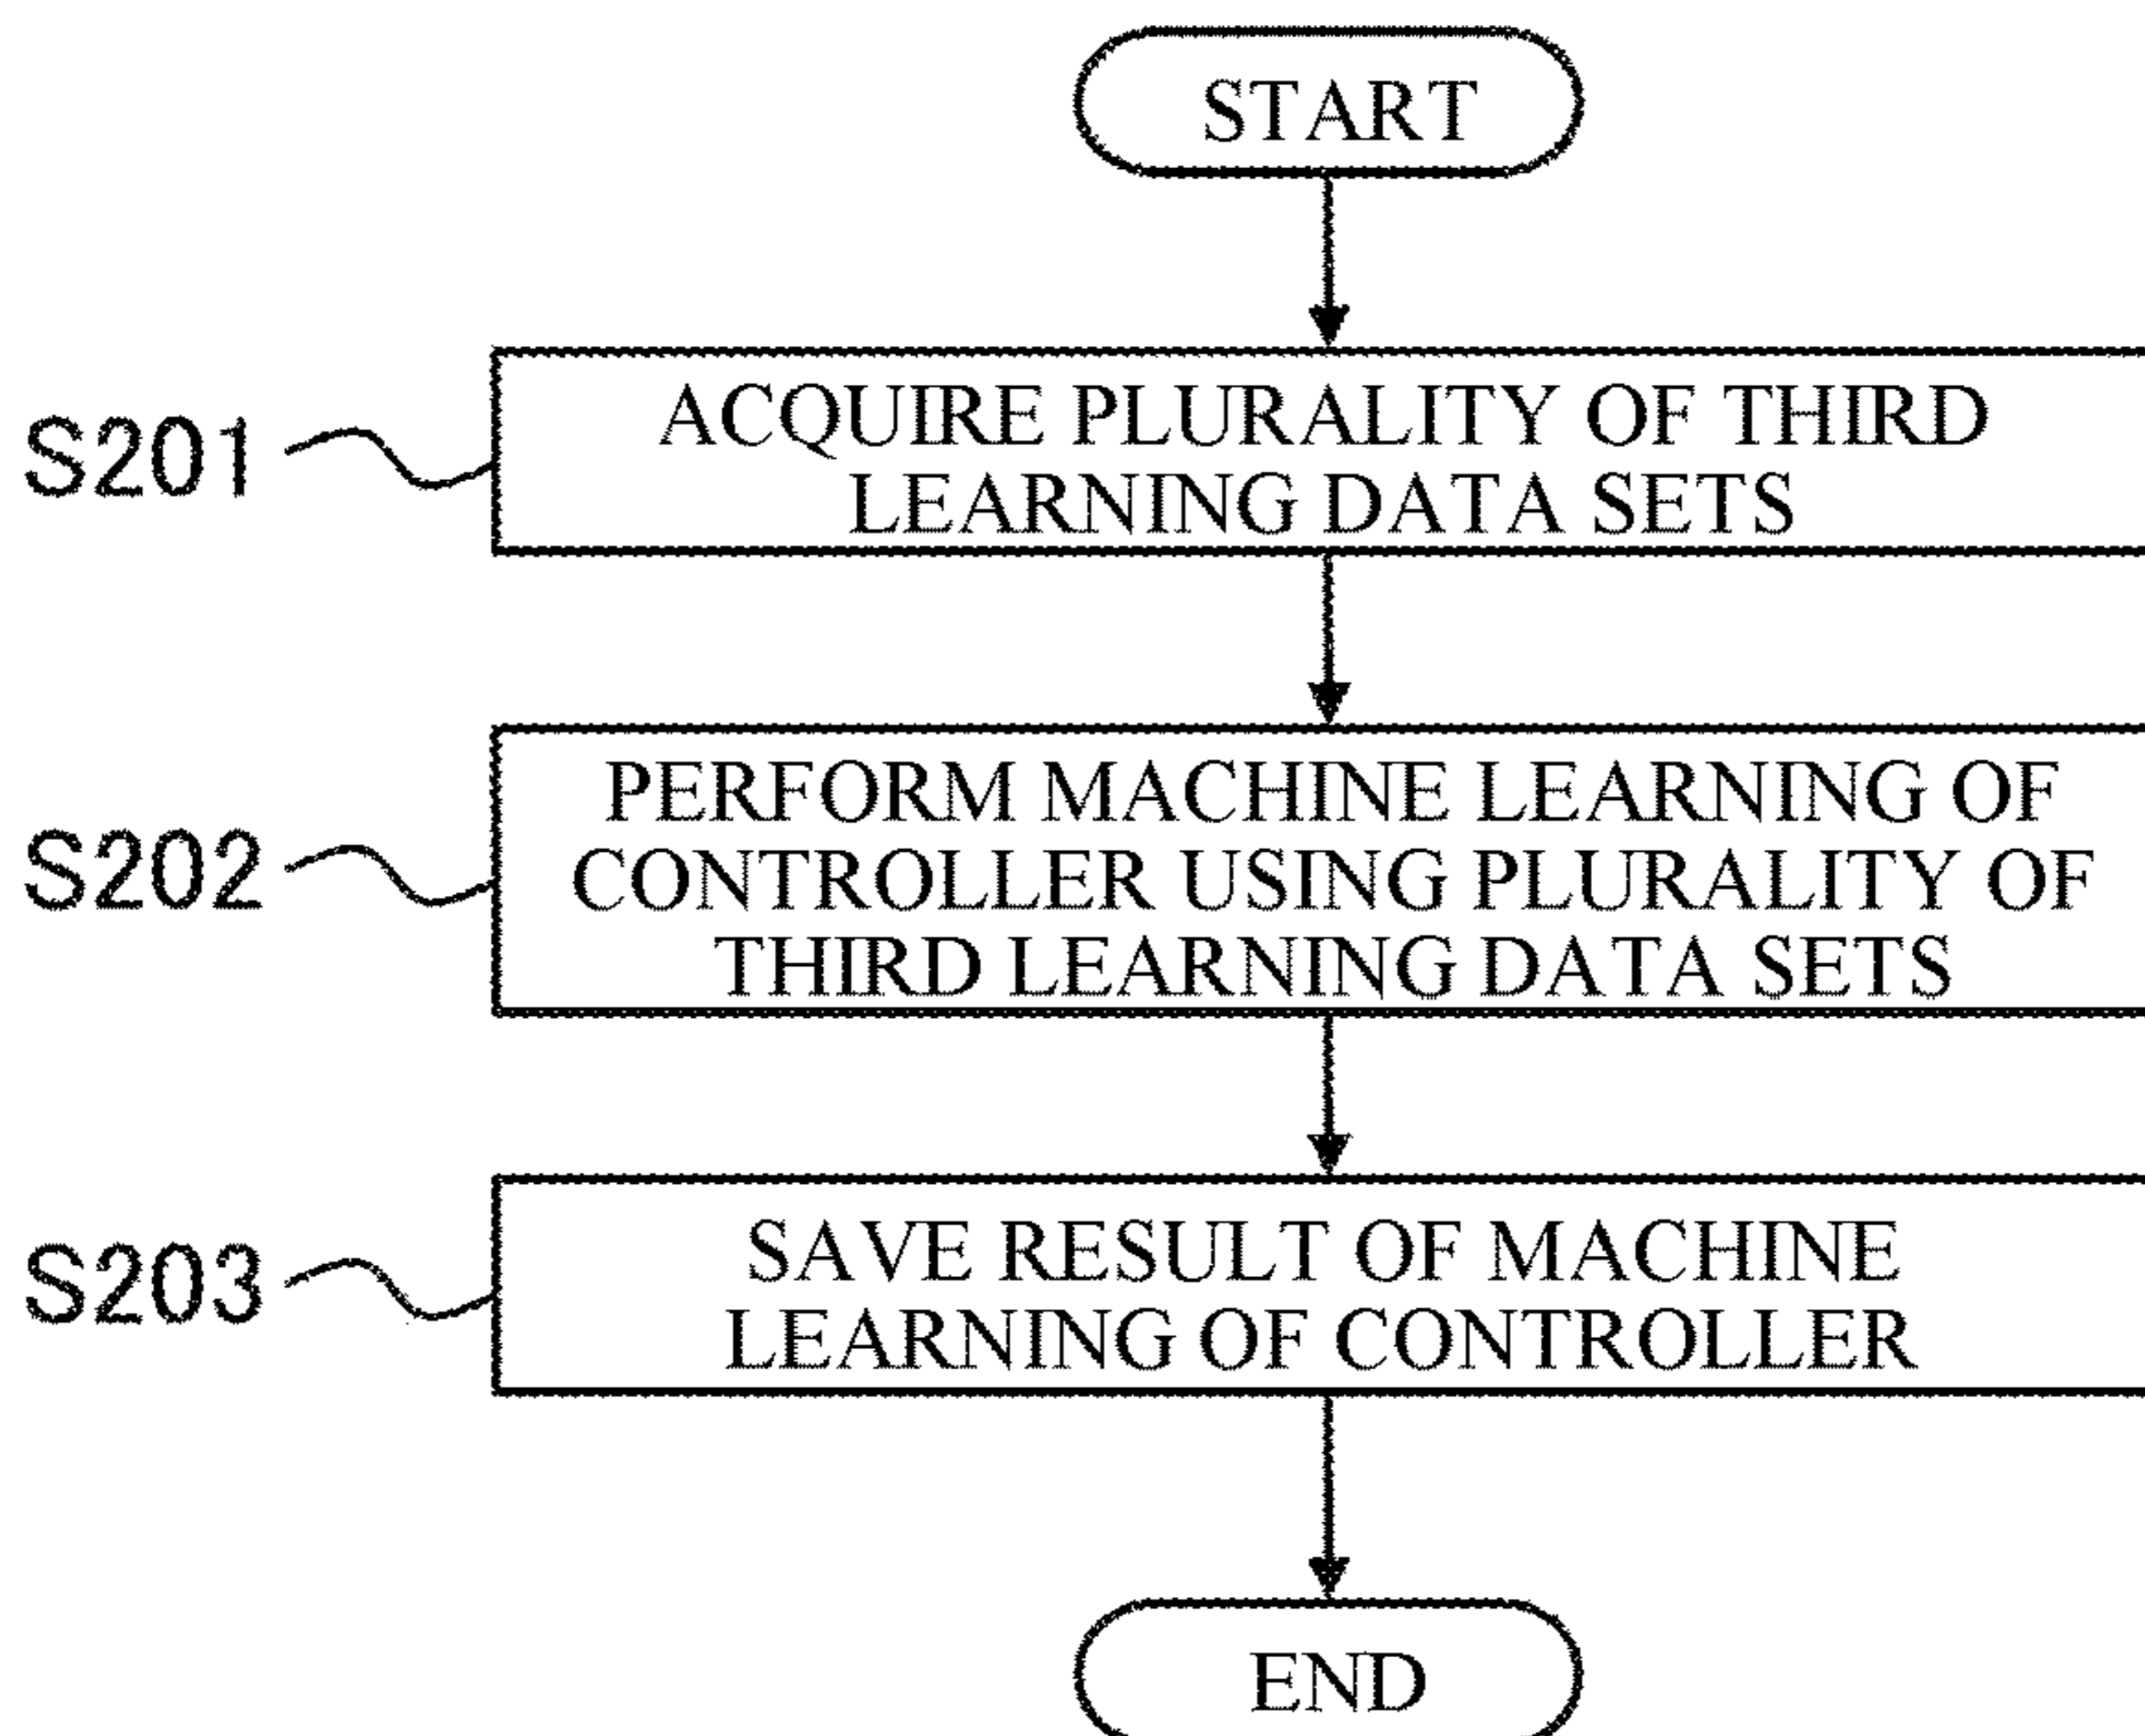 START
S201
ACQUIRE PLURALITY OF THIRD
LEARNING DATA SETS
S202
PERFORM MACHINE LEARNING OF
CONTROLLER USING PLURALITY OF
THIRD LEARNING DATA SETS
S203
SAVE RESULT OF MACHINE
LEARNING OF CONTROLLER
END